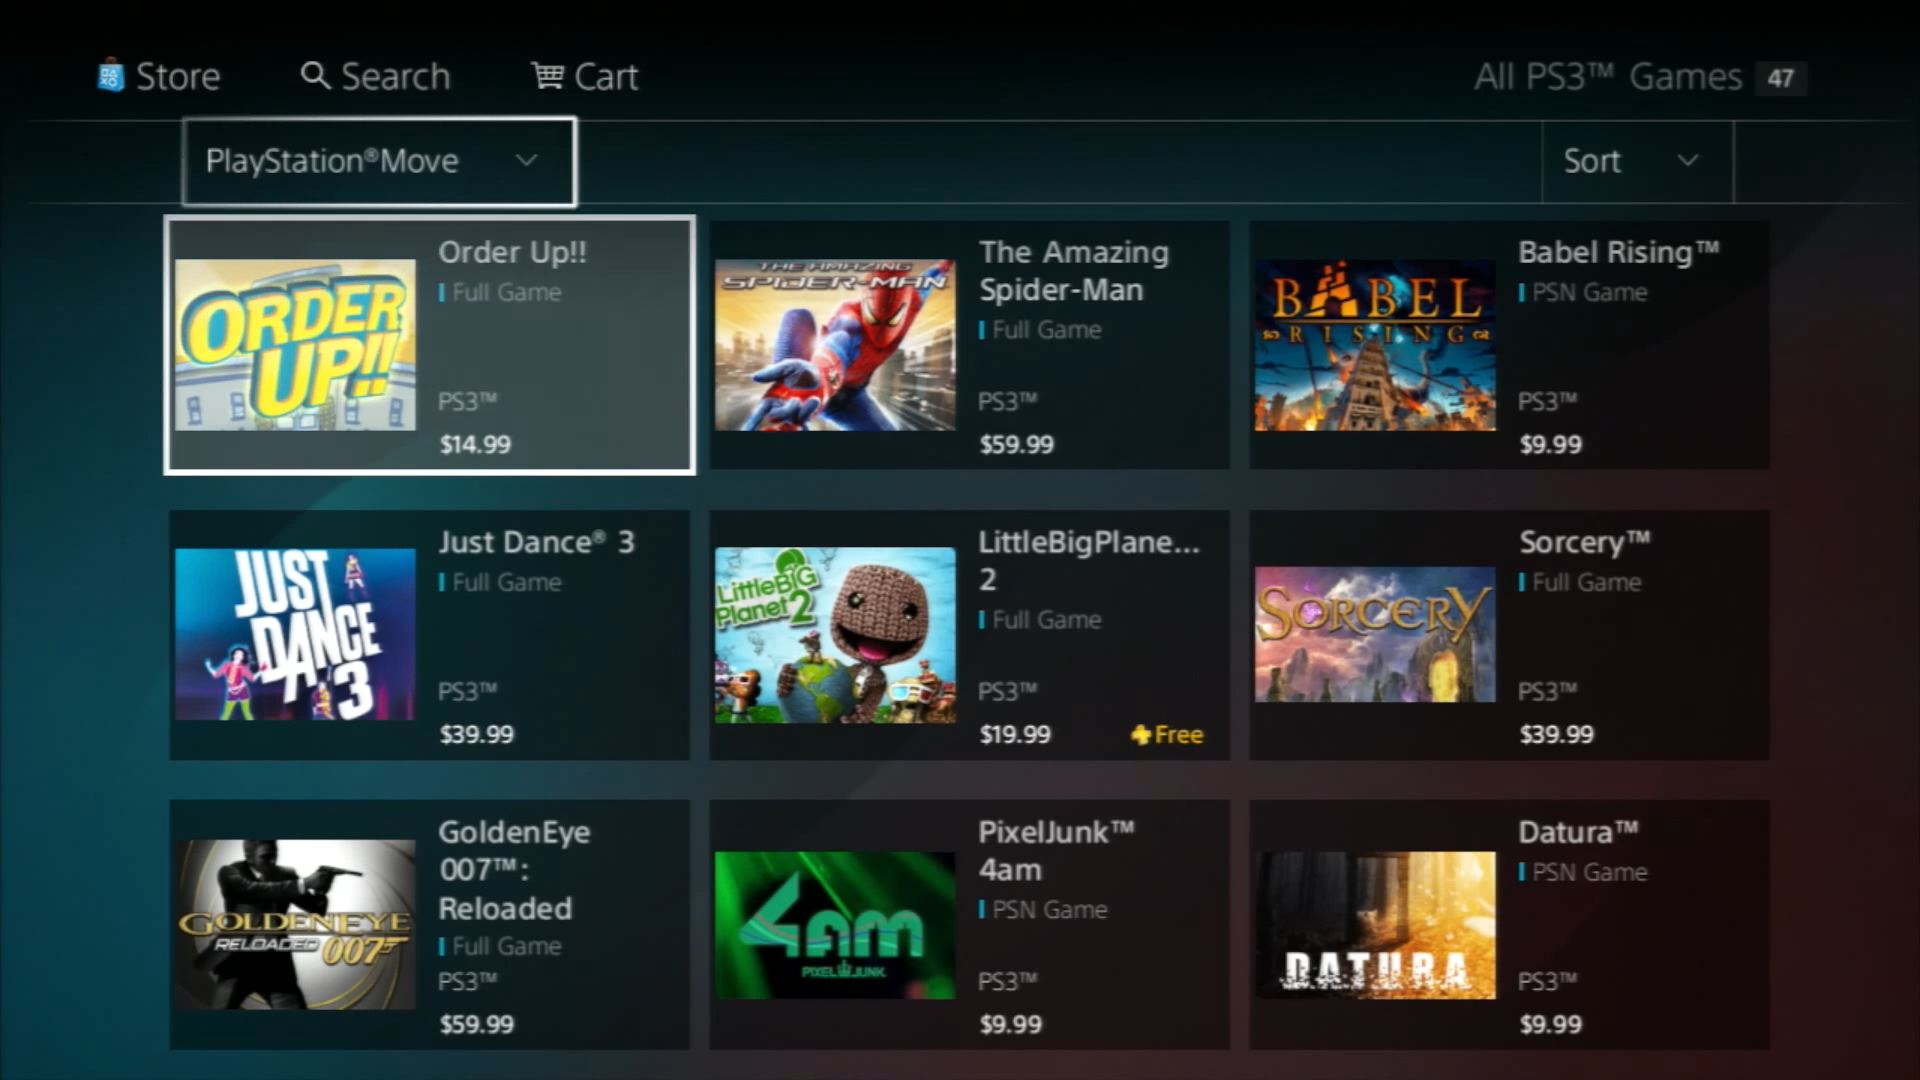 Store
Search
Cart
All PS3™ Games 47
PlayStation®Move
Sort
ORDER
UP!!
Order Up!!
Full Game
PS3™
$14.99
THE AMAZING
SPIDER-MAN
The Amazing
Spider-Man
Full Game
PS3™
$59.99
BABEL
RISING
Babel Rising™
PSN Game
PS3™
$9.99
JUST
DANCE
3
Just Dance® 3
Full Game
PS3™
$39.99
LittleBIG
Planet 2
LittleBigPlane...
2
Full Game
PS3™
$19.99
Free
SORCERY
Sorcery™
Full Game
PS3™
$39.99
GOLDENEYE
RELOADED 007
GoldenEye
007™:
Reloaded
Full Game
PS3™
$59.99
4am
PIXELJUNK
PixelJunk™
4am
PSN Game
PS3™
$9.99
DATURA
Datura™
PSN Game
PS3™
$9.99